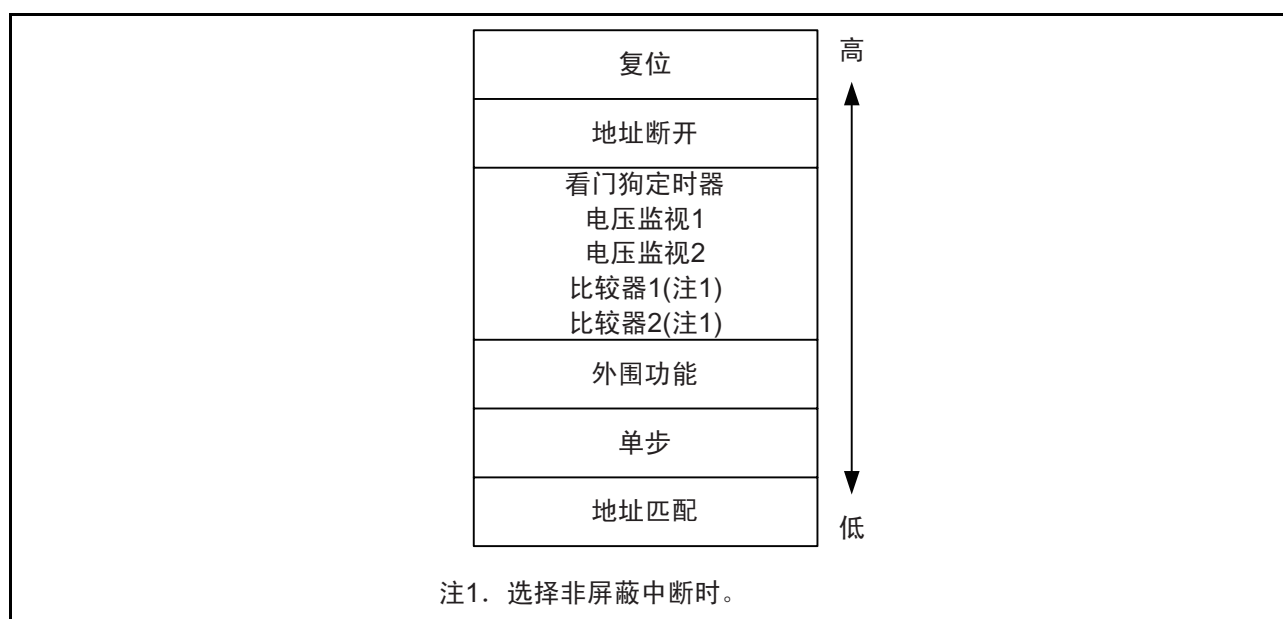 复位
高
地址断开
看门狗定时器
电压监视1
电压监视2
比较器1(注1)
比较器2(注1)
外围功能
单步
地址匹配
低
注1. 选择非屏蔽中断时。